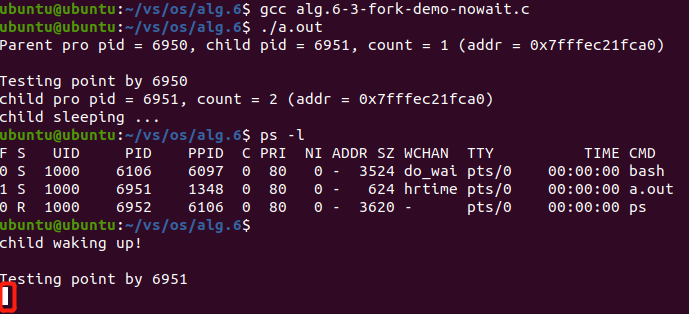 ubuntu@ubuntu:~/vs/os/alg.6$ gcc alg.6-3-fork-demo-nowait.c
ubuntu@ubuntu:~/vs/os/alg.6$ ./a.out
Parent pro pid = 6950, child pid = 6951, count = 1 (addr = 0x7fffec21fca0)
Testing point by 6950
child pro pid = 6951, count = 2 (addr = 0x7fffec21fca0)
child sleeping ...
ubuntu@ubuntu:~/vs/os/alg.6$ ps -l
F S   UID     PID    PPID  C PRI  NI ADDR SZ WCHAN  TTY          TIME CMD
0 S  1000    6106    6097  0  80   0 -  3524 do_wai pts/0    00:00:00 bash
1 S  1000    6951    1348  0  80   0 -   624 hrtime pts/0    00:00:00 a.out
0 R  1000    6952    6106  0  80   0 -  3620 -      pts/0    00:00:00 ps
ubuntu@ubuntu:~/vs/os/alg.6$
child waking up!
Testing point by 6951